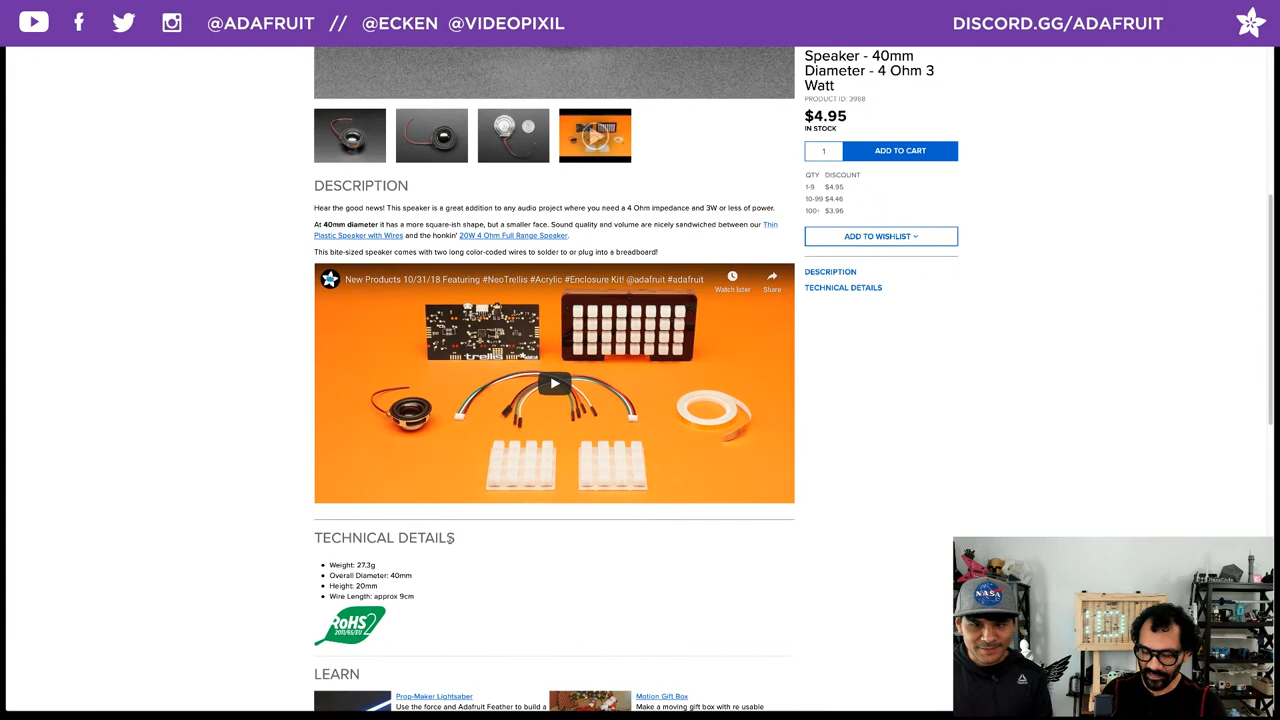 @ADAFRUIT // @ECKEN @VIDEOPIXIL
DISCORD.GG/ADAFRUIT
Speaker - 40mm
Diameter - 4 Ohm 3
Watt
PRODUCT ID: 3968
$4.95
IN STOCK
1
ADD TO CART
QTY DISCOUNT
1-9 $4.95
10-99 $4.46
100+ $3.96
ADD TO WISHLIST
DESCRIPTION
TECHNICAL DETAILS
DESCRIPTION
Hear the good news! This speaker is a great addition to any audio project where you need a 4 Ohm impedance and 3W or less of power.
At 40mm diameter it has a more square-ish shape, but a smaller face. Sound quality and volume are nicely sandwiched between our Thin
Plastic Speaker with Wires and the honkin' 20W 4 Ohm Full Range Speaker.
This bite-sized speaker comes with two long color-coded wires to solder to or plug into a breadboard!
New Products 10/31/18 Featuring #NeoTrellis #Acrylic #Enclosure Kit! @adafruit #adafruit
Watch later
Share
trellis
TECHNICAL DETAILS
Weight: 27.3g
Overall Diameter: 40mm
Height: 20mm
Wire Length: approx 9cm
RoHS 2
2011/65/EU
LEARN
Prop-Maker Lightsaber
Use the force and Adafruit Feather to build a
Motion Gift Box
Make a moving gift box with re usable
NASA